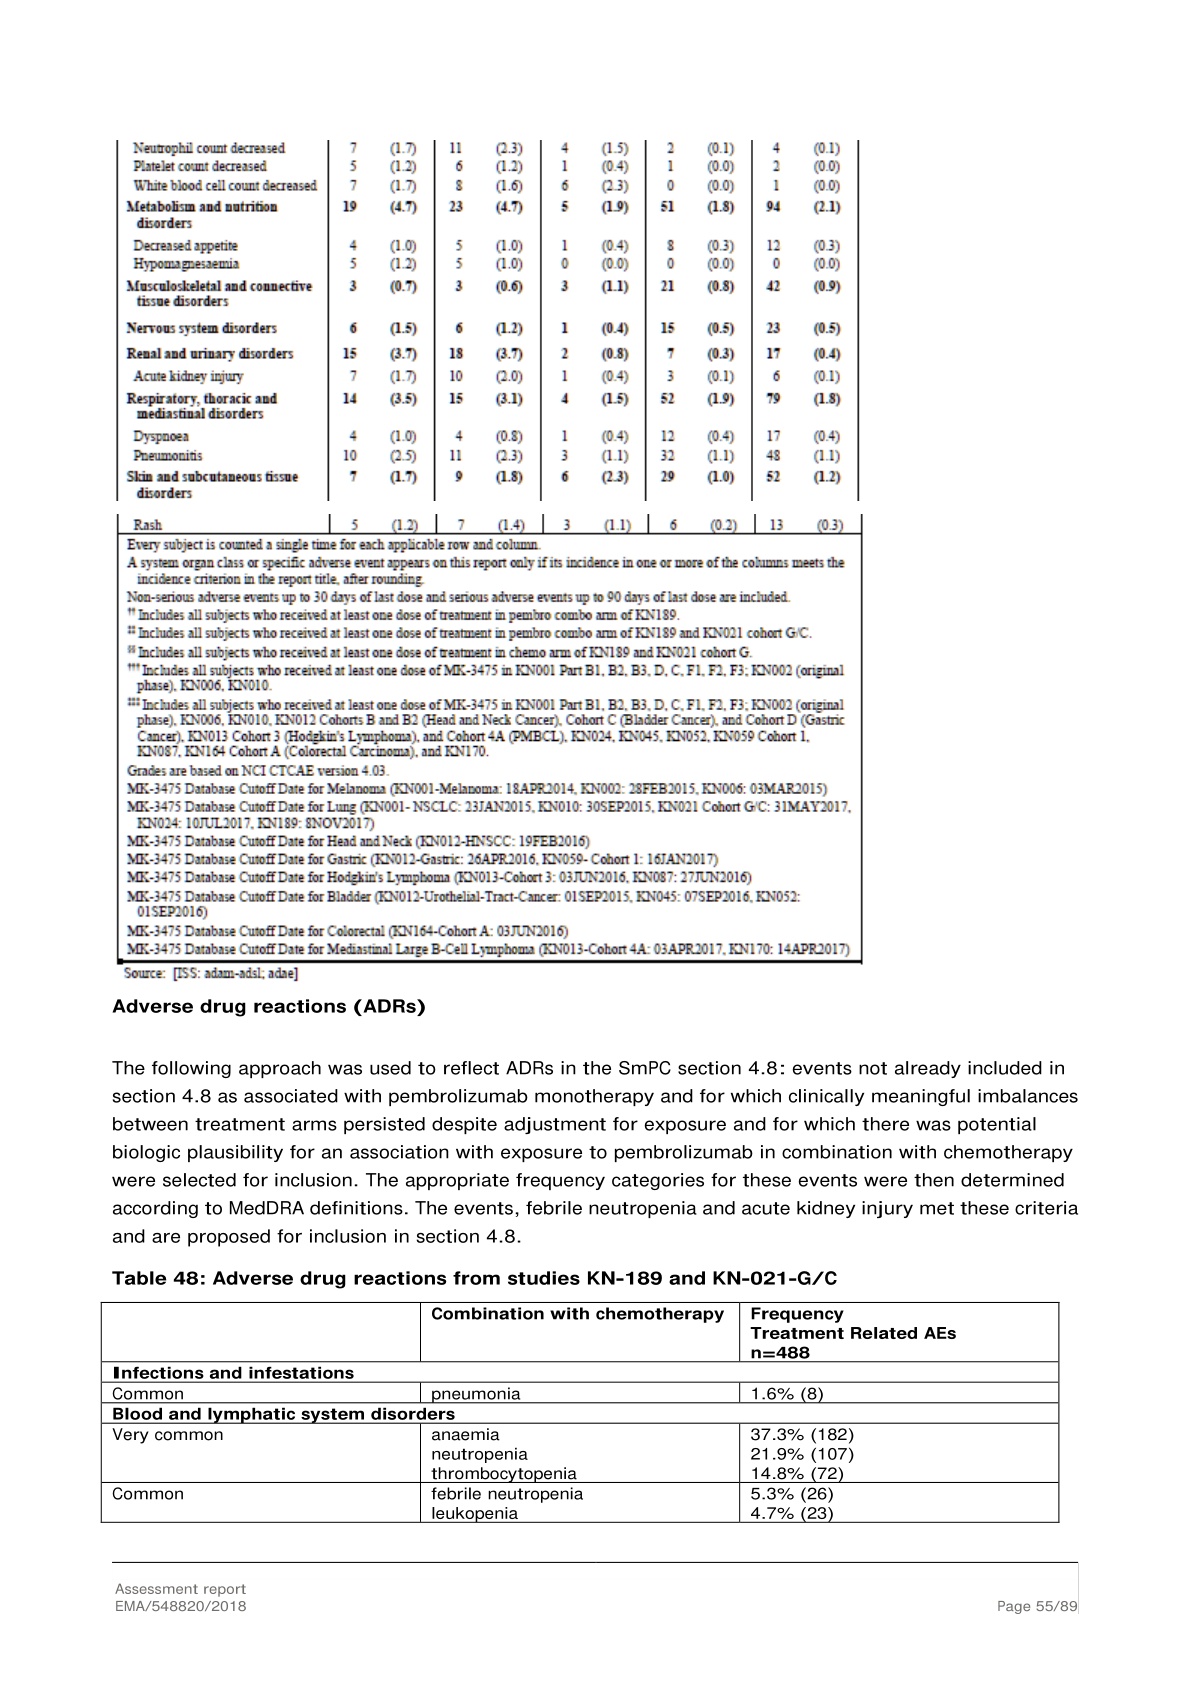 Neutrophil count decreased 7 (1.7) 11 (2.3) 4 (1.5) 2 (0.1) 4 (0.1)
Platelet count decreased 5 (1.2) 6 (1.2) 1 (0.4) 1 (0.0) 2 (0.0)
White blood cell count decreased 7 (1.7) 8 (1.6) 6 (2.3) 0 (0.0) 1 (0.0)
Metabolism and nutrition 19 (4.7) 23 (4.7) 5 (1.9) 51 (1.8) 94 (2.1)
disorders
Decreased appetite 4 (1.0) 5 (1.0) 1 (0.4) 8 (0.3) 12 (0.3)
Hypomagnesaemia 5 (1.2) 5 (1.0) 0 (0.0) 0 (0.0) 0 (0.0)
Musculoskeletal and connective 3 (0.7) 3 (0.6) 3 (1.1) 21 (0.8) 42 (0.9)
tissue disorders
Nervous system disorders 6 (1.5) 6 (1.2) 1 (0.4) 15 (0.5) 23 (0.5)
Renal and urinary disorders 15 (3.7) 18 (3.7) 2 (0.8) 7 (0.3) 17 (0.4)
Acute kidney injury 7 (1.7) 10 (2.0) 1 (0.4) 3 (0.1) 6 (0.1)
Respiratory, thoracic and 14 (3.5) 15 (3.1) 4 (1.5) 52 (1.9) 79 (1.8)
mediastinal disorders
Dyspnoea 4 (1.0) 4 (0.8) 1 (0.4) 12 (0.4) 17 (0.4)
Pneumonitis 10 (2.5) 11 (2.3) 3 (1.1) 32 (1.1) 48 (1.1)
Skin and subcutaneous tissue 7 (1.7) 9 (1.8) 6 (2.3) 29 (1.0) 52 (1.2)
disorders
Rash 5 (1.2) 7 (1.4) 3 (1.1) 6 (0.2) 13 (0.3)
Every subject is counted a single time for each applicable row and column.
A system organ class or specific adverse event appears on this report only if its incidence in one or more of the columns meets the
incidence criterion in the report title, after rounding.
Non-serious adverse events up to 30 days of last dose and serious adverse events up to 90 days of last dose are included.
†† Includes all subjects who received at least one dose of treatment in pembro combo arm of KN189.
‡‡ Includes all subjects who received at least one dose of treatment in pembro combo arm of KN189 and KN021 cohort G/C.
§§ Includes all subjects who received at least one dose of treatment in chemo arm of KN189 and KN021 cohort G.
††† Includes all subjects who received at least one dose of MK-3475 in KN001 Part B1, B2, B3, D, C, F1, F2, F3; KN002 (original
phase), KN006, KN010.
‡‡‡ Includes all subjects who received at least one dose of MK-3475 in KN001 Part B1, B2, B3, D, C, F1, F2, F3; KN002 (original
phase), KN006, KN010, KN012 Cohorts B and B2 (Head and Neck Cancer), Cohort C (Bladder Cancer), and Cohort D (Gastric
Cancer), KN013 Cohort 3 (Hodgkin's Lymphoma), and Cohort 4A (PMBCL), KN024, KN045, KN052, KN059 Cohort 1,
KN087, KN164 Cohort A (Colorectal Carcinoma), and KN170.
Grades are based on NCI CTCAE version 4.03.
MK-3475 Database Cutoff Date for Melanoma (KN001-Melanoma: 18APR2014, KN002: 28FEB2015, KN006: 03MAR2015)
MK-3475 Database Cutoff Date for Lung (KN001- NSCLC: 23JAN2015, KN010: 30SEP2015, KN021 Cohort G/C: 31MAY2017,
KN024: 10JUL2017, KN189: 8NOV2017)
MK-3475 Database Cutoff Date for Head and Neck (KN012-HNSCC: 19FEB2016)
MK-3475 Database Cutoff Date for Gastric (KN012-Gastric: 26APR2016, KN059- Cohort 1: 16JAN2017)
MK-3475 Database Cutoff Date for Hodgkin's Lymphoma (KN013-Cohort 3: 03JUN2016, KN087: 27JUN2016)
MK-3475 Database Cutoff Date for Bladder (KN012-Urothelial-Tract-Cancer: 01SEP2015, KN045: 07SEP2016, KN052:
01SEP2016)
MK-3475 Database Cutoff Date for Colorectal (KN164-Cohort A: 03JUN2016)
MK-3475 Database Cutoff Date for Mediastinal Large B-Cell Lymphoma (KN013-Cohort 4A: 03APR2017, KN170: 14APR2017)
Source: [ISS: adam-adsl; adae]
Adverse drug reactions (ADRs)
The following approach was used to reflect ADRs in the SmPC section 4.8: events not already included in
section 4.8 as associated with pembrolizumab monotherapy and for which clinically meaningful imbalances
between treatment arms persisted despite adjustment for exposure and for which there was potential
biologic plausibility for an association with exposure to pembrolizumab in combination with chemotherapy
were selected for inclusion. The appropriate frequency categories for these events were then determined
according to MedDRA definitions. The events, febrile neutropenia and acute kidney injury met these criteria
and are proposed for inclusion in section 4.8.
Table 48: Adverse drug reactions from studies KN-189 and KN-021-G/C
Combination with chemotherapy Frequency
Treatment Related AEs
n=488
Infections and infestations
Common pneumonia 1.6% (8)
Blood and lymphatic system disorders
Very common anaemia 37.3% (182)
neutropenia 21.9% (107)
thrombocytopenia 14.8% (72)
Common febrile neutropenia 5.3% (26)
leukopenia 4.7% (23)
Assessment report
EMA/548820/2018 Page 55/89